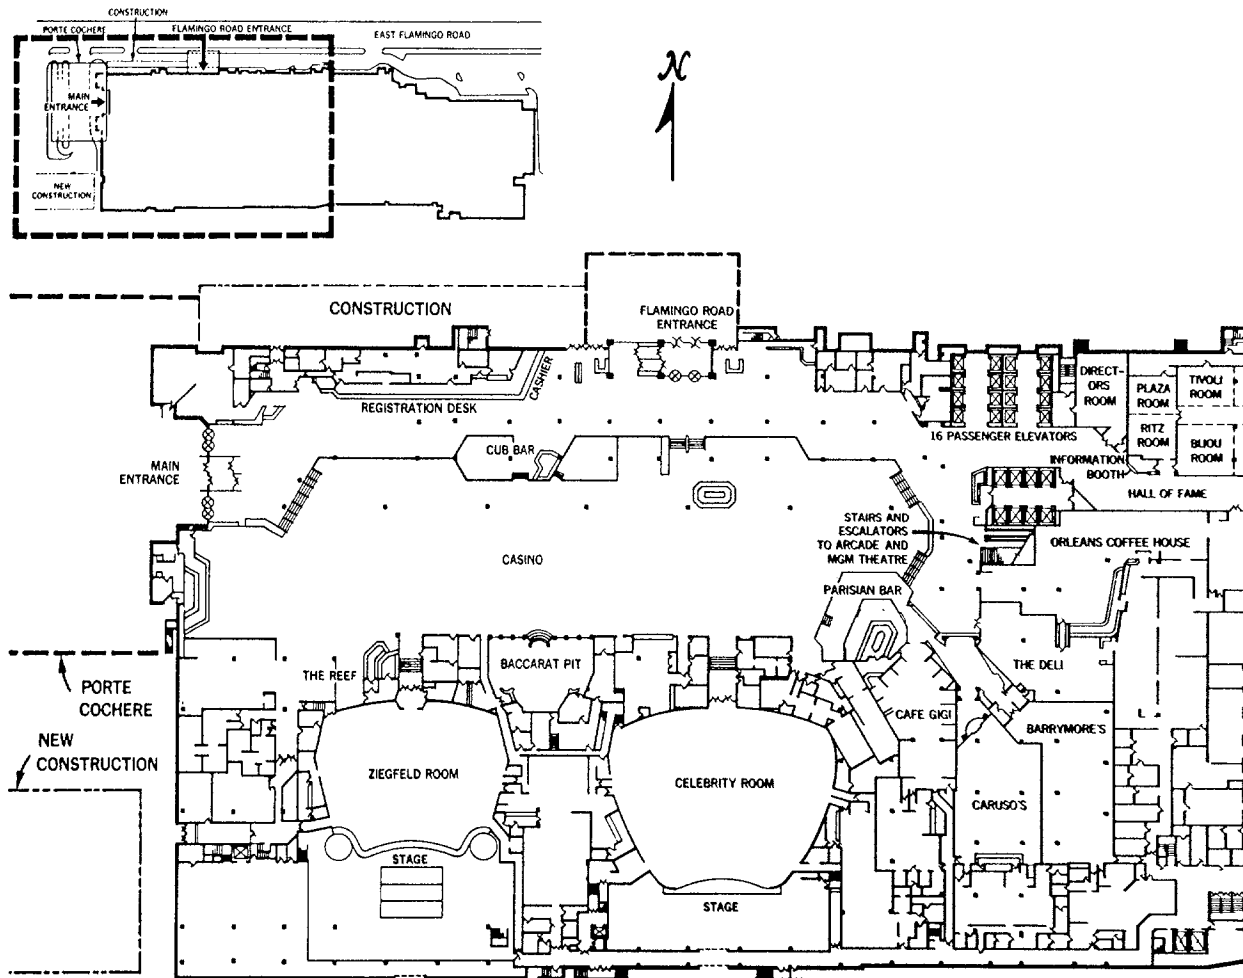 CONSTRUCTION
PORTE COCHERE
FLAMINGO ROAD ENTRANCE
EAST FLAMINGO ROAD
MAIN
ENTRANCE
NEW
CONSTRUCTION
N
CONSTRUCTION
FLAMINGO ROAD
ENTRANCE
CASHIER
REGISTRATION DESK
DIRECT-
ORS
ROOM
PLAZA
ROOM
TIVOLI
ROOM
RITZ
ROOM
BIJOU
ROOM
16 PASSENGER ELEVATORS
CUB BAR
MAIN
ENTRANCE
INFORMATION
BOOTH
HALL OF FAME
STAIRS AND
ESCALATORS
TO ARCADE AND
MGM THEATRE
ORLEANS COFFEE HOUSE
CASINO
PARISIAN BAR
THE REEF
BACCARAT PIT
THE DELI
PORTE
COCHERE
CAFE GIGI
BARRYMORE'S
NEW
CONSTRUCTION
ZIEGFELD ROOM
CELEBRITY ROOM
CARUSO'S
STAGE
STAGE